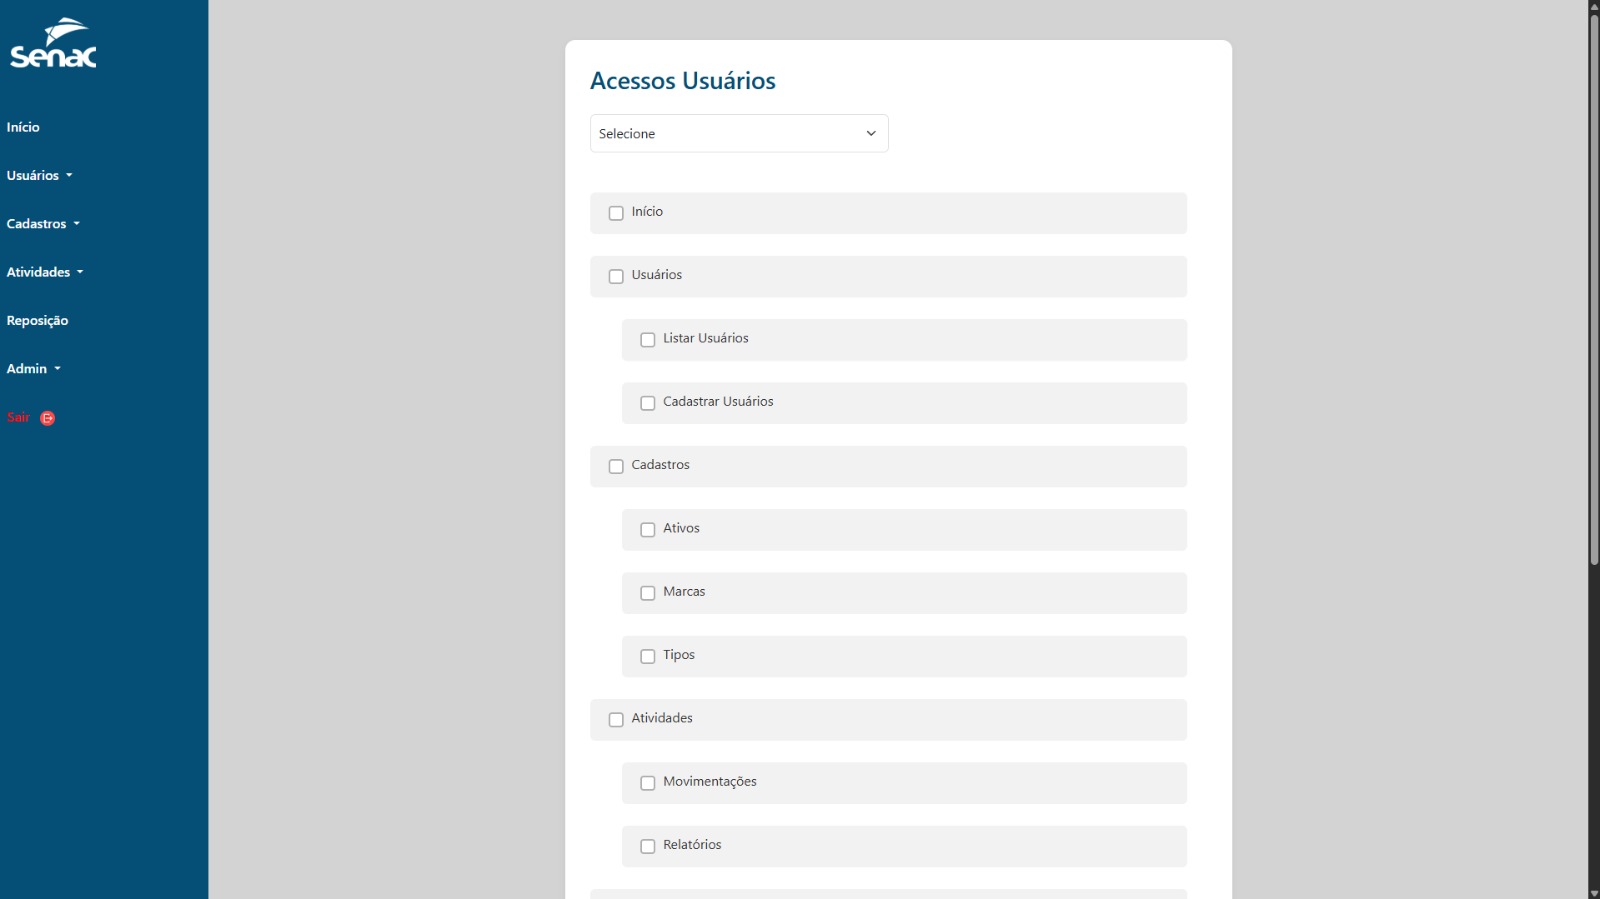 Senac
Início
Usuários
Cadastros
Atividades
Reposição
Admin
Sair
Acessos Usuários
Selecione
Início
Usuários
Listar Usuários
Cadastrar Usuários
Cadastros
Ativos
Marcas
Tipos
Atividades
Movimentações
Relatórios